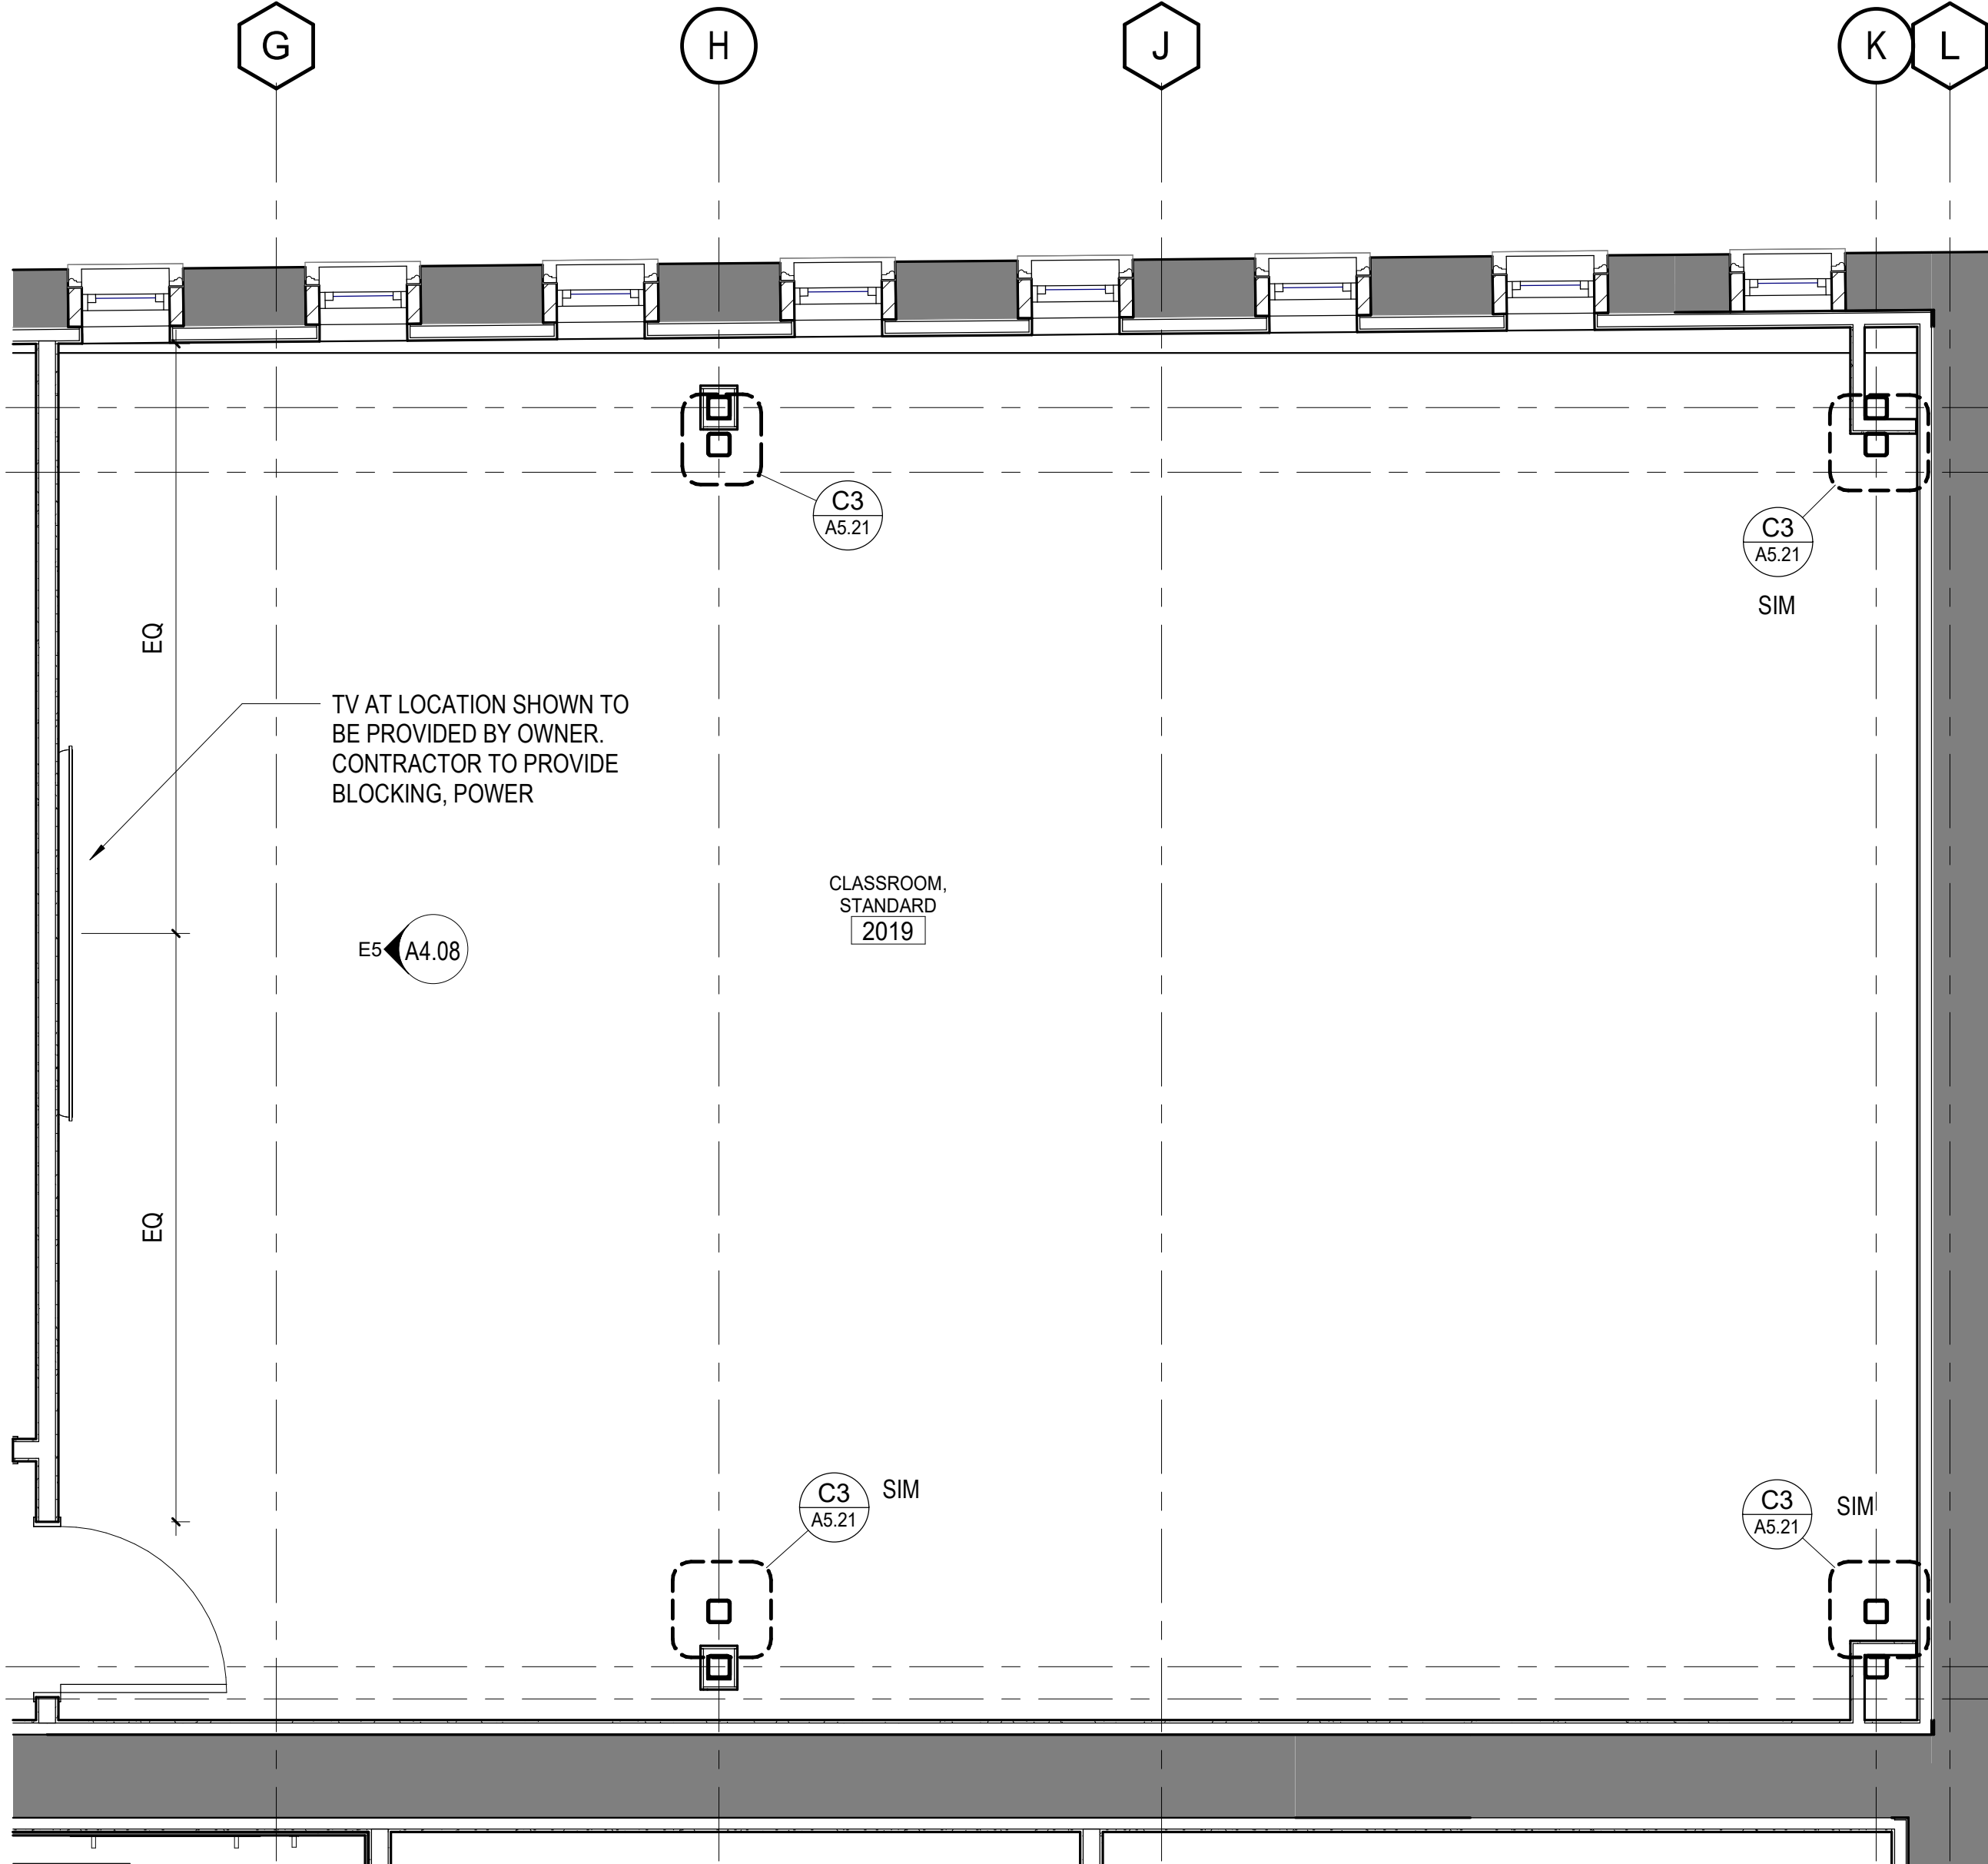 G
H
J
K
L
C3
A5.21
C3
A5.21
SIM
EQ
TV AT LOCATION SHOWN TO
BE PROVIDED BY OWNER.
CONTRACTOR TO PROVIDE
BLOCKING, POWER
CLASSROOM,
STANDARD
2019
E5
A4.08
EQ
C3
A5.21
SIM
C3
A5.21
SIM